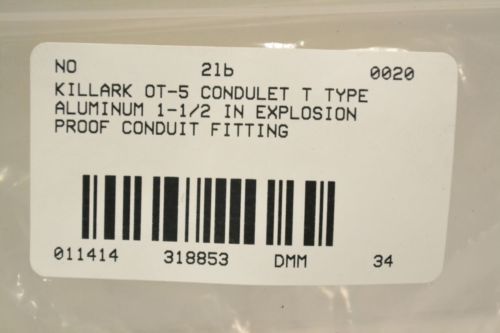 NO 2lb 0020
KILLARK OT-5 CONDULET T TYPE
ALUMINUM 1-1/2 IN EXPLOSION
PROOF CONDUIT FITTING
011414 318853 DMM 34